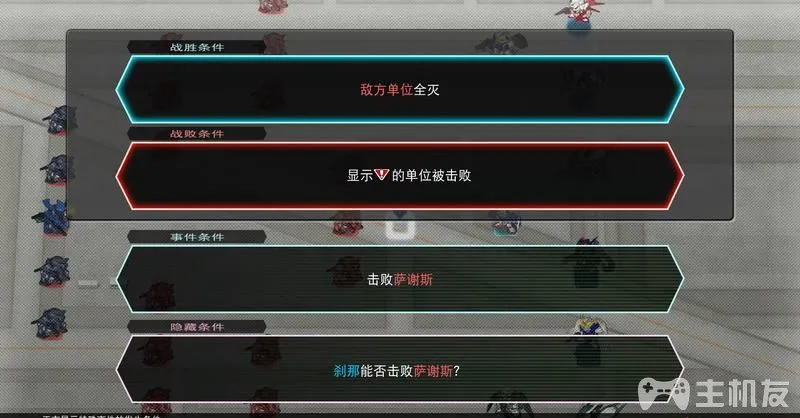 战胜条件
敌方单位全灭
战败条件
显示的单位被击败
事件条件
击败萨谢斯
隐藏条件
刹那能否击败萨谢斯?
主机友